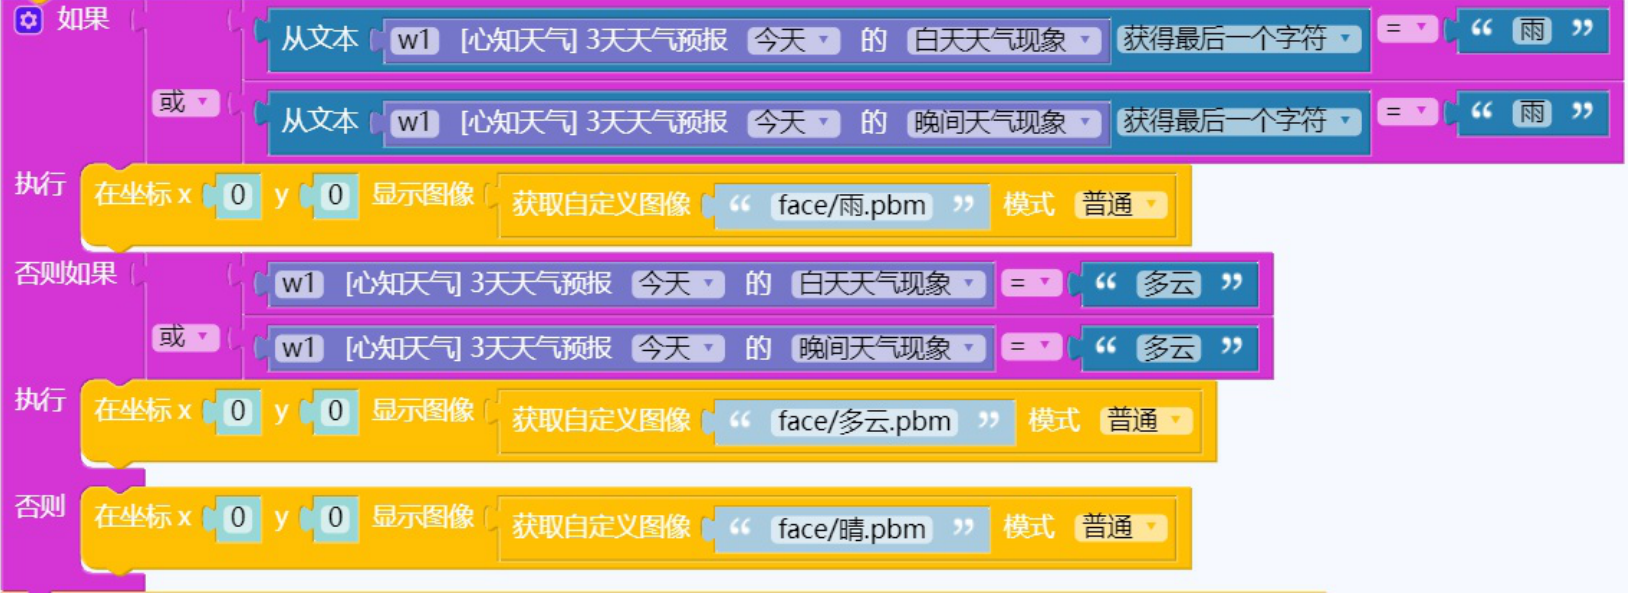 如果 从文本 w1 [心知天气] 3天天气预报 今天 的 白天天气现象 获得最后一个字符 = “ 雨 ”
或 从文本 w1 [心知天气] 3天天气预报 今天 的 晚间天气现象 获得最后一个字符 = “ 雨 ”
执行 在坐标 x 0 y 0 显示图像 获取自定义图像 “ face/雨.pbm ” 模式 普通
否则如果 w1 [心知天气] 3天天气预报 今天 的 白天天气现象 = “ 多云 ”
或 w1 [心知天气] 3天天气预报 今天 的 晚间天气现象 = “ 多云 ”
执行 在坐标 x 0 y 0 显示图像 获取自定义图像 “ face/多云.pbm ” 模式 普通
否则 在坐标 x 0 y 0 显示图像 获取自定义图像 “ face/晴.pbm ” 模式 普通